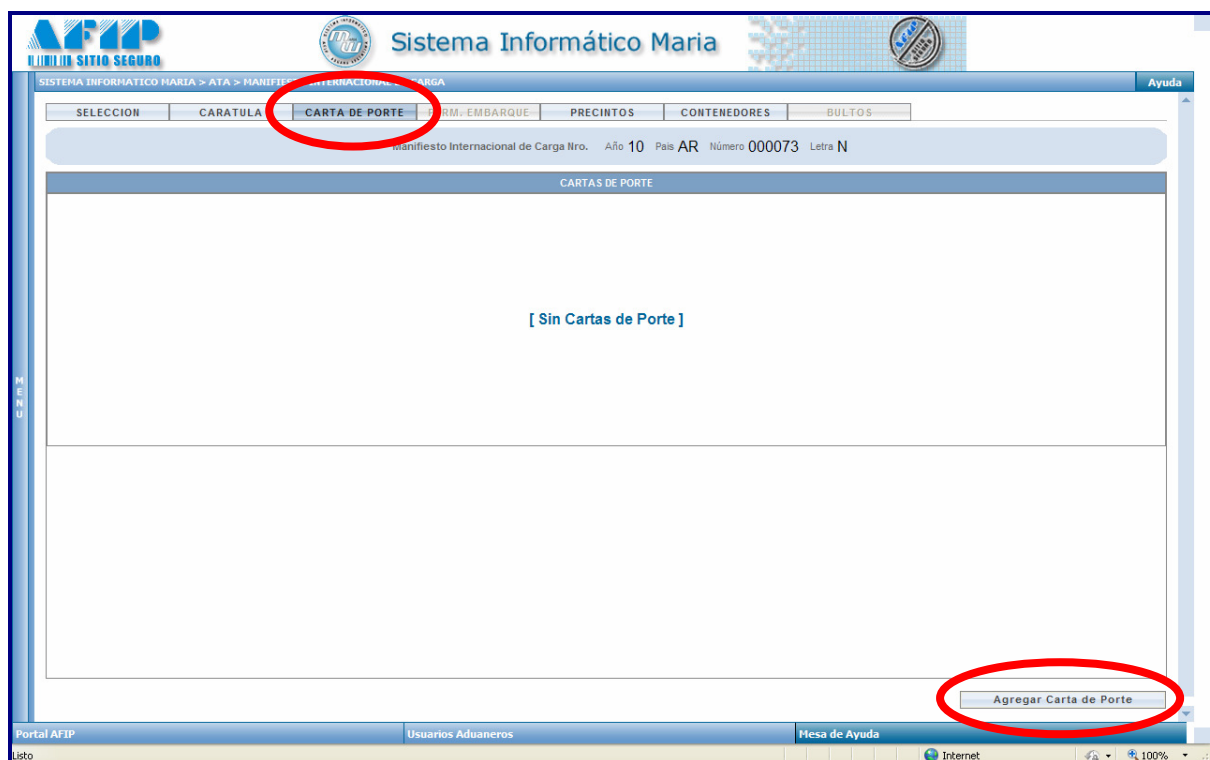 AFIP
SITIO SEGURO
Sistema Informático Maria
SISTEMA INFORMATICO MARIA > ATA > MANIFIESTO INTERNACIONAL DE CARGA
Ayuda
SELECCION CARATULA CARTA DE PORTE PERM. EMBARQUE PRECINTOS CONTENEDORES BULTOS
Manifiesto Internacional de Carga Nro. Año 10 Pais AR Número 000073 Letra N
CARTAS DE PORTE
[ Sin Cartas de Porte ]
MENU
Agregar Carta de Porte
Portal AFIP Usuarios Aduaneros Mesa de Ayuda
Listo Internet 100%